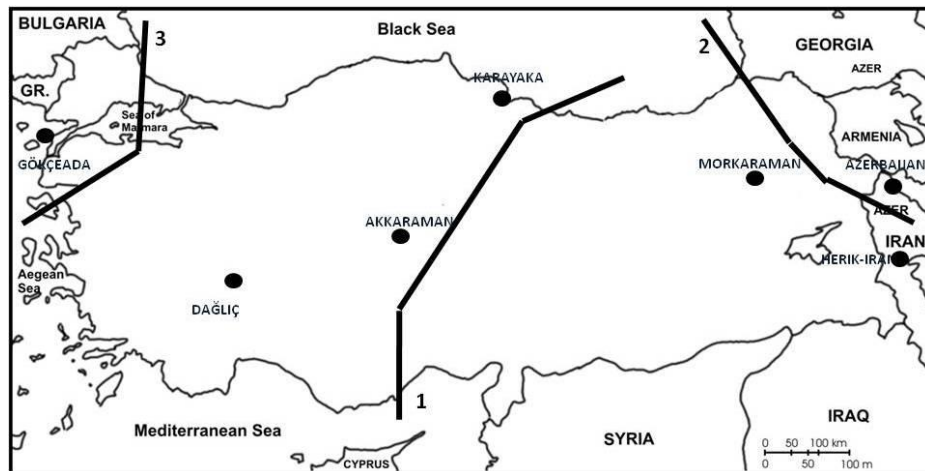 BULGARIA
3
Black Sea
2
GEORGIA
KARAYAKA
AZER
GR.
Sea of
Marmara
ARMENIA
GÖKÇEADA
MORKARAMAN
AZERBAIJAN
AZER
AKKARAMAN
IRAN
HERIK-IRAN
Aegean
Sea
DAĞLIÇ
1
Mediterranean Sea
SYRIA
IRAQ
CYPRUS
0 50 100 km
0 50 100 m